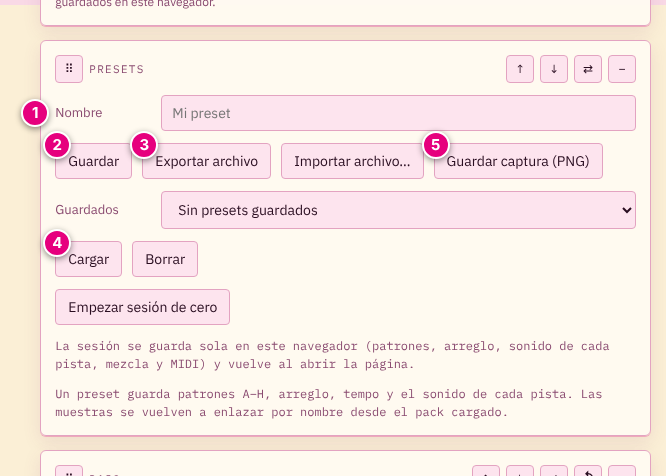 guardados en este navegador.
PRESETS
1 Nombre Mi preset
2 Guardar 3 Exportar archivo Importar archivo... 5 Guardar captura (PNG)
Guardados Sin presets guardados
4 Cargar Borrar
Empezar sesión de cero
La sesión se guarda sola en este navegador (patrones, arreglo, sonido de cada
pista, mezcla y MIDI) y vuelve al abrir la página.
Un preset guarda patrones A–H, arreglo, tempo y el sonido de cada pista. Las
muestras se vuelven a enlazar por nombre desde el pack cargado.